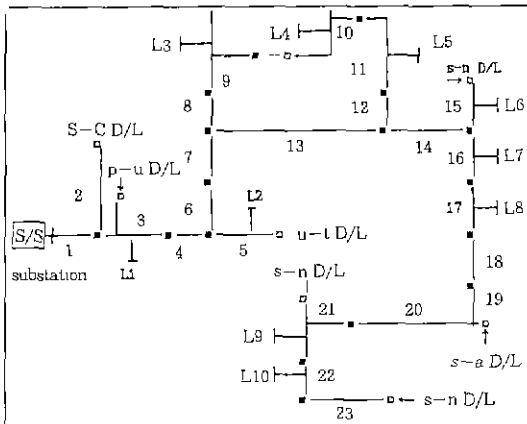 L3
L4
10
L5
9
11
s-n D/L
8
12
15
L6
S-C D/L
13
14
p-u D/L
7
16
L7
2
L2
17
L8
3
6
S/S
1
4
5
u-t D/L
substation
L1
s-n D/L
18
19
21
20
L9
s-a D/L
L10
22
s-n D/L
23